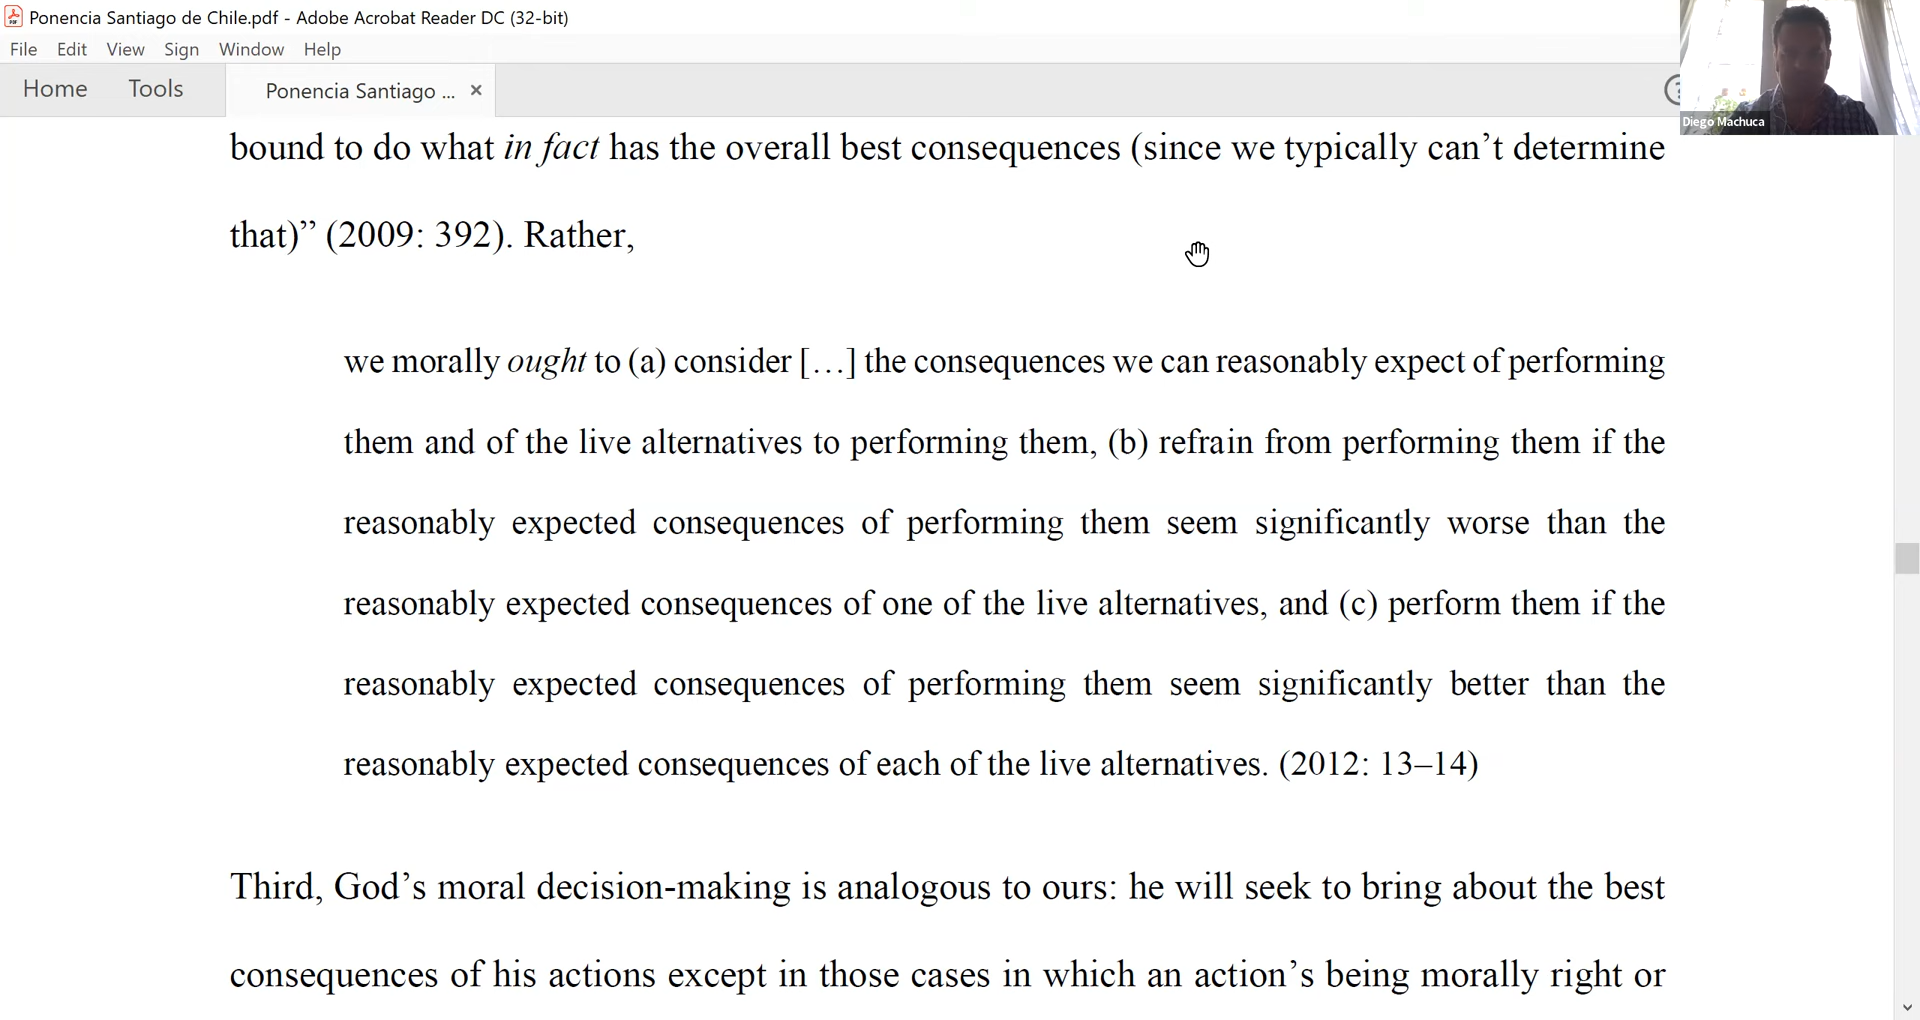 Ponencia Santiago de Chile.pdf - Adobe Acrobat Reader DC (32-bit)
File Edit View Sign Window Help
Home Tools Ponencia Santiago ... ×
Diego Machuca
bound to do what in fact has the overall best consequences (since we typically can’t determine
that)” (2009: 392). Rather,
we morally ought to (a) consider […] the consequences we can reasonably expect of performing
them and of the live alternatives to performing them, (b) refrain from performing them if the
reasonably expected consequences of performing them seem significantly worse than the
reasonably expected consequences of one of the live alternatives, and (c) perform them if the
reasonably expected consequences of performing them seem significantly better than the
reasonably expected consequences of each of the live alternatives. (2012: 13–14)
Third, God’s moral decision-making is analogous to ours: he will seek to bring about the best
consequences of his actions except in those cases in which an action’s being morally right or